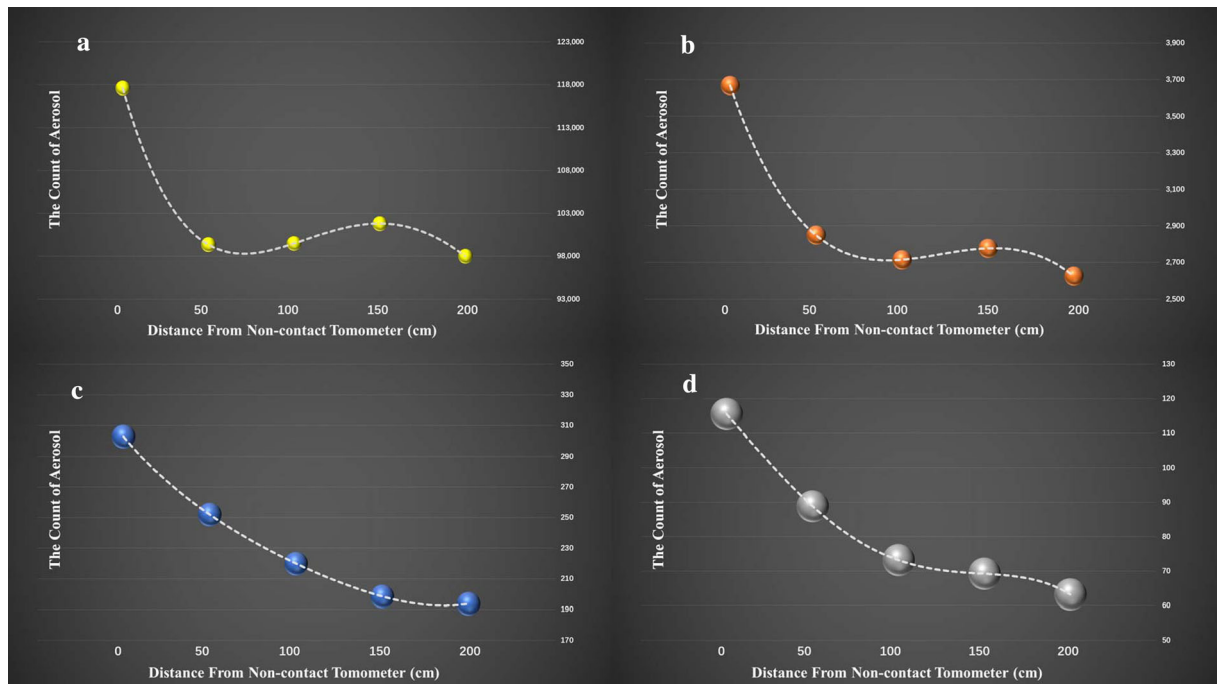 a
The Count of Aerosol
123,000
118,000
113,000
108,000
103,000
98,000
93,000
0 50 100 150 200
Distance From Non-contact Tomometer (cm)
b
The Count of Aerosol
3,900
3,700
3,500
3,300
3,100
2,900
2,700
2,500
0 50 100 150 200
Distance From Non-contact Tomometer (cm)
c
The Count of Aerosol
350
330
310
290
270
250
230
210
190
170
0 50 100 150 200
Distance From Non-contact Tomometer (cm)
d
The Count of Aerosol
130
120
110
100
90
80
70
60
50
0 50 100 150 200
Distance From Non-contact Tomometer (cm)